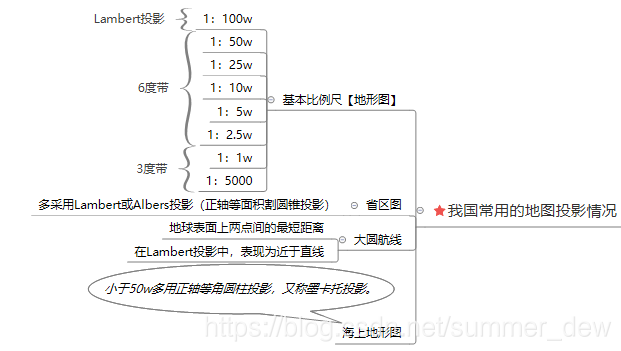 Lambert投影
1：100w
1：50w
1：25w
6度带
1：10w
基本比例尺【地形图】
1：5w
1：2.5w
3度带
1：1w
1：5000
多采用Lambert或Albers投影（正轴等面积割圆锥投影）
省区图
我国常用的地图投影情况
地球表面上两点间的最短距离
大圆航线
在Lambert投影中，表现为近于直线
小于50w多用正轴等角圆柱投影，又称墨卡托投影。
海上地形图
https://blog.csdn.net/summer_dew